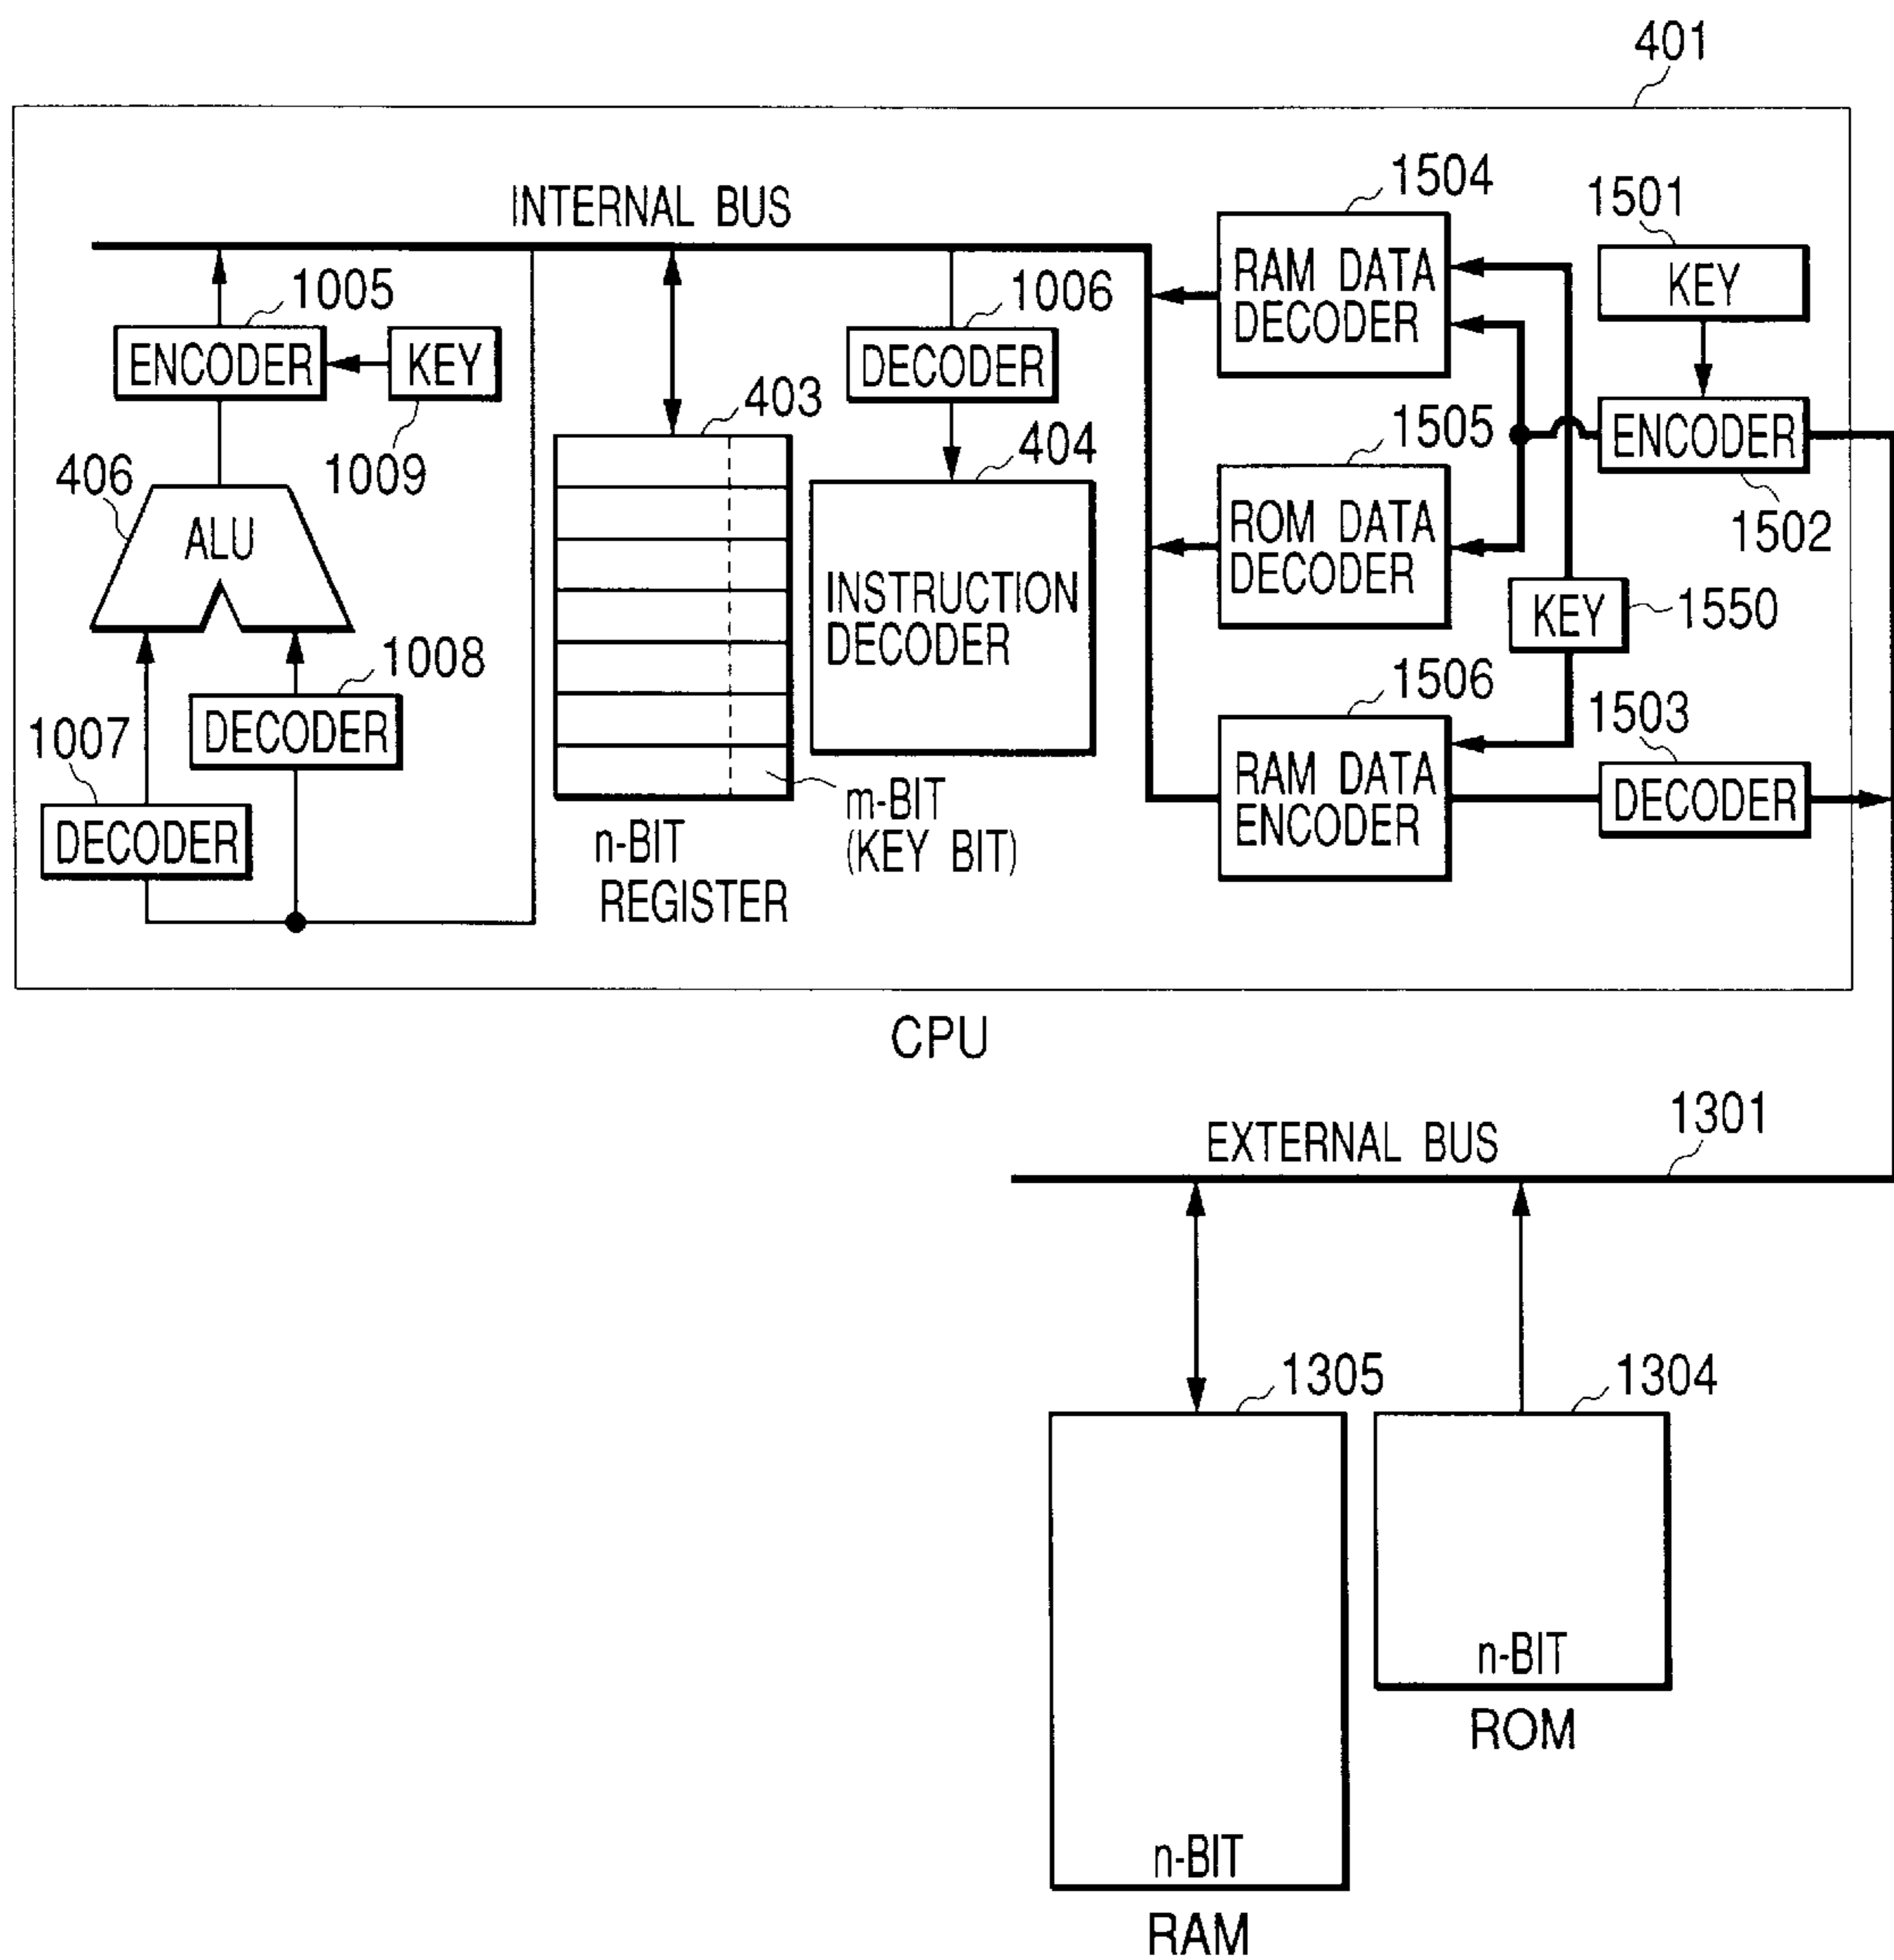 401
INTERNAL BUS
1504
1501
RAM DATA
DECODER
KEY
1005
1006
ENCODER
KEY
DECODER
403
1505
ENCODER
406
1009
404
1502
ALU
ROM DATA
DECODER
INSTRUCTION
DECODER
KEY
1550
1008
1506
1503
1007
DECODER
RAM DATA
ENCODER
DECODER
DECODER
n-BIT
REGISTER
m-BIT
(KEY BIT)
CPU
EXTERNAL BUS
1301
1305
1304
n-BIT
ROM
n-BIT
RAM